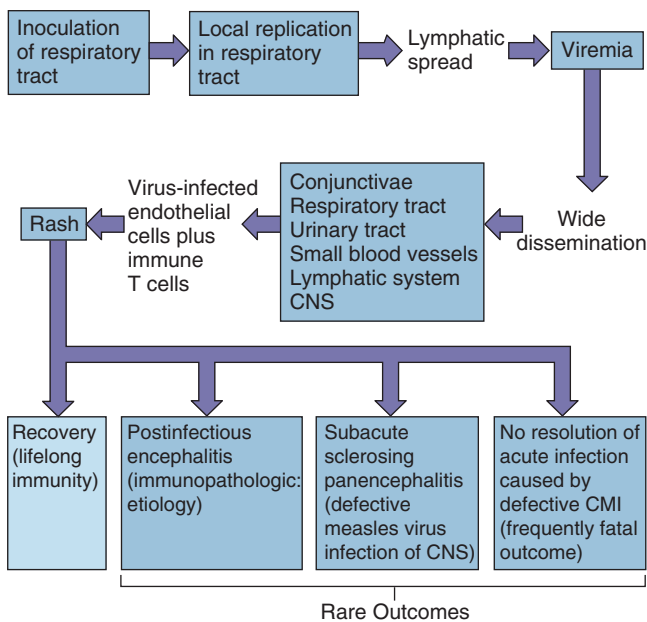 Inoculation
of respiratory
tract
Local replication
in respiratory
tract
Lymphatic
spread
Viremia
Wide
dissemination
Conjunctivae
Respiratory tract
Urinary tract
Small blood vessels
Lymphatic system
CNS
Virus-infected
endothelial
cells plus
immune
T cells
Rash
Recovery
(lifelong
immunity)
Postinfectious
encephalitis
(immunopathologic:
etiology)
Subacute
sclerosing
panencephalitis
(defective
measles virus
infection of CNS)
No resolution of
acute infection
caused by
defective CMI
(frequently fatal
outcome)
Rare Outcomes